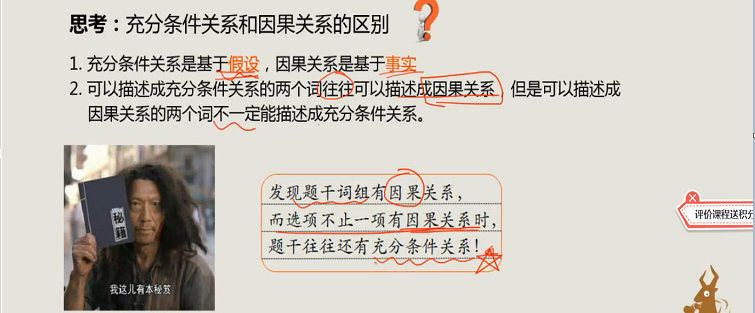 思考：充分条件关系和因果关系的区别
1. 充分条件关系是基于假设，因果关系是基于事实
2. 可以描述成充分条件关系的两个词往往可以描述成因果关系，但是可以描述成
因果关系的两个词不一定能描述成充分条件关系。
秘籍
我这儿有本秘笈
发现题干词组有因果关系，
而选项不止一项有因果关系时，
题干往往还有充分条件关系！
评价课程送积分